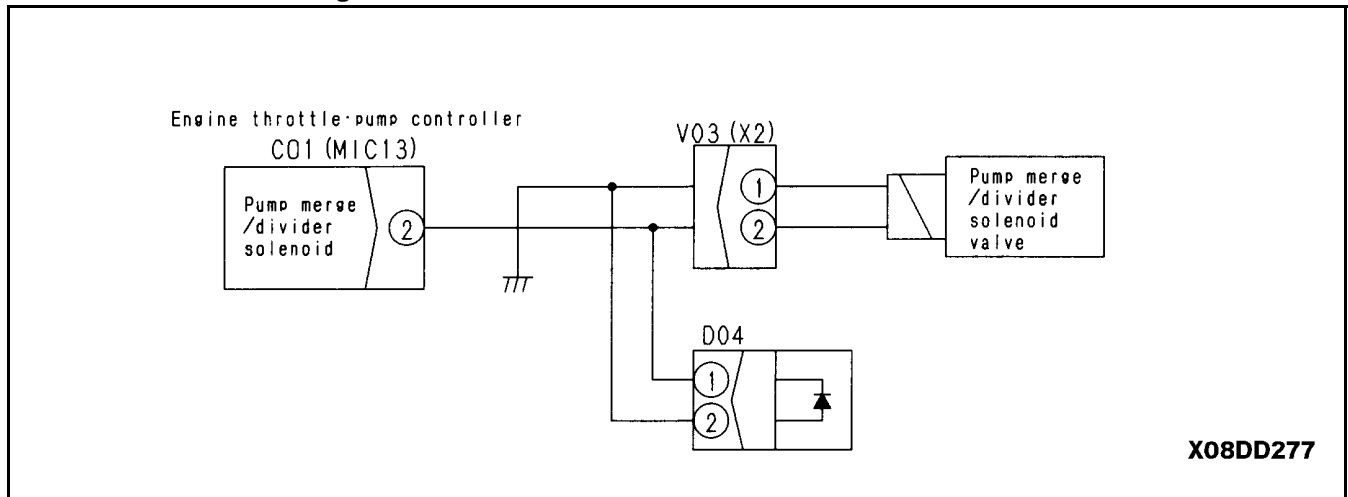 Engine throttle·pump controller
C01 (MIC13)
V03 (X2)
Pump merge
/divider
solenoid
2
1
2
Pump merge
/divider
solenoid
valve
D04
1
2
X08DD277